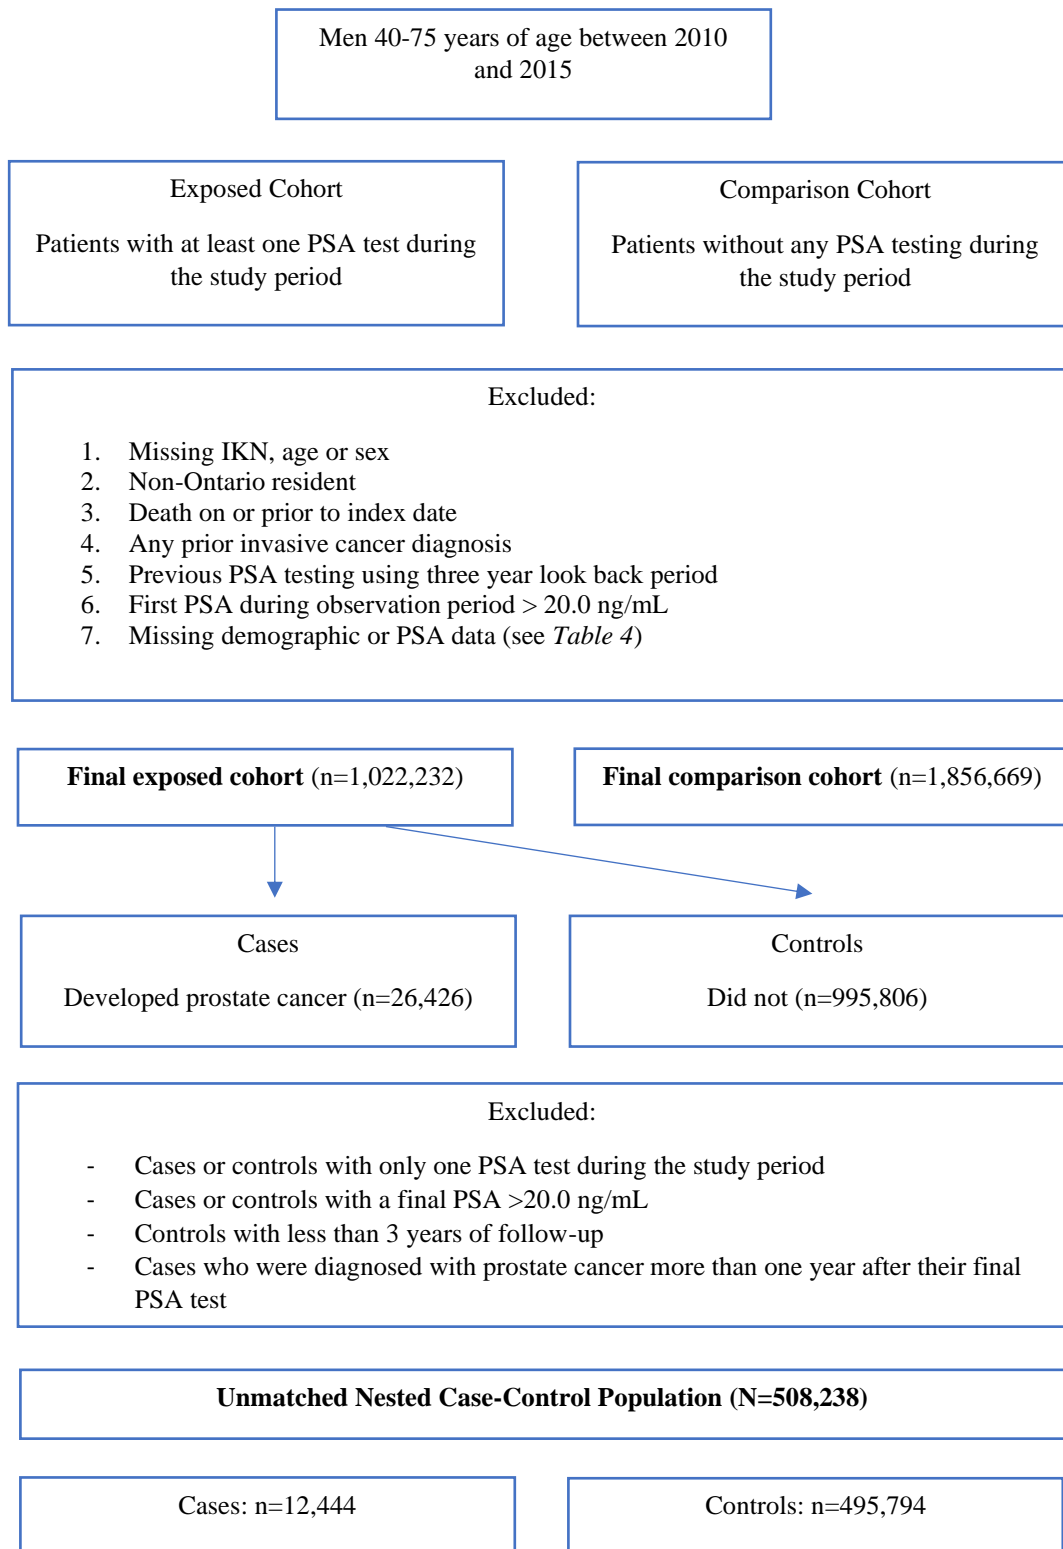 Men 40-75 years of age between 2010
and 2015
Exposed Cohort
Patients with at least one PSA test during
the study period
Comparison Cohort
Patients without any PSA testing during
the study period
Excluded:
1. Missing IKN, age or sex
2. Non-Ontario resident
3. Death on or prior to index date
4. Any prior invasive cancer diagnosis
5. Previous PSA testing using three year look back period
6. First PSA during observation period > 20.0 ng/mL
7. Missing demographic or PSA data (see Table 4)
Final exposed cohort (n=1,022,232)
Final comparison cohort (n=1,856,669)
Cases
Developed prostate cancer (n=26,426)
Controls
Did not (n=995,806)
Excluded:
- Cases or controls with only one PSA test during the study period
- Cases or controls with a final PSA >20.0 ng/mL
- Controls with less than 3 years of follow-up
- Cases who were diagnosed with prostate cancer more than one year after their final
PSA test
Unmatched Nested Case-Control Population (N=508,238)
Cases: n=12,444
Controls: n=495,794